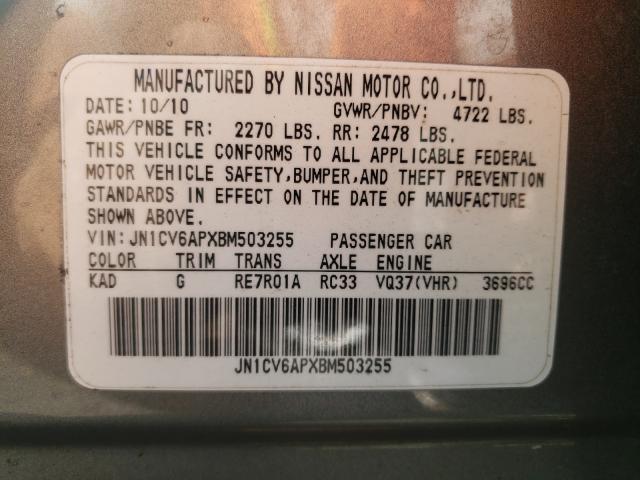 MANUFACTURED BY NISSAN MOTOR CO.,LTD.
DATE: 10/10 GVWR/PNBV: 4722 LBS.
GAWR/PNBE FR: 2270 LBS. RR: 2478 LBS.
THIS VEHICLE CONFORMS TO ALL APPLICABLE FEDERAL
MOTOR VEHICLE SAFETY,BUMPER,AND THEFT PREVENTION
STANDARDS IN EFFECT ON THE DATE OF MANUFACTURE
SHOWN ABOVE.
VIN:JN1CV6APXBM503255 PASSENGER CAR
COLOR TRIM TRANS AXLE ENGINE
KAD G RE7R01A RC33 VQ37(VHR) 3696CC
JN1CV6APXBM503255